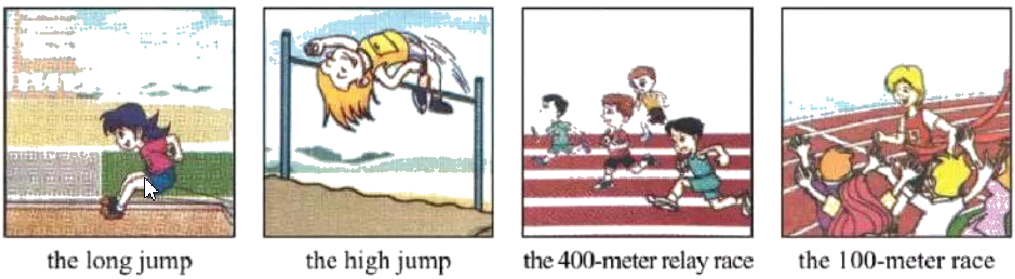 the long jump
the high jump
the 400-meter relay race
the 100-meter race